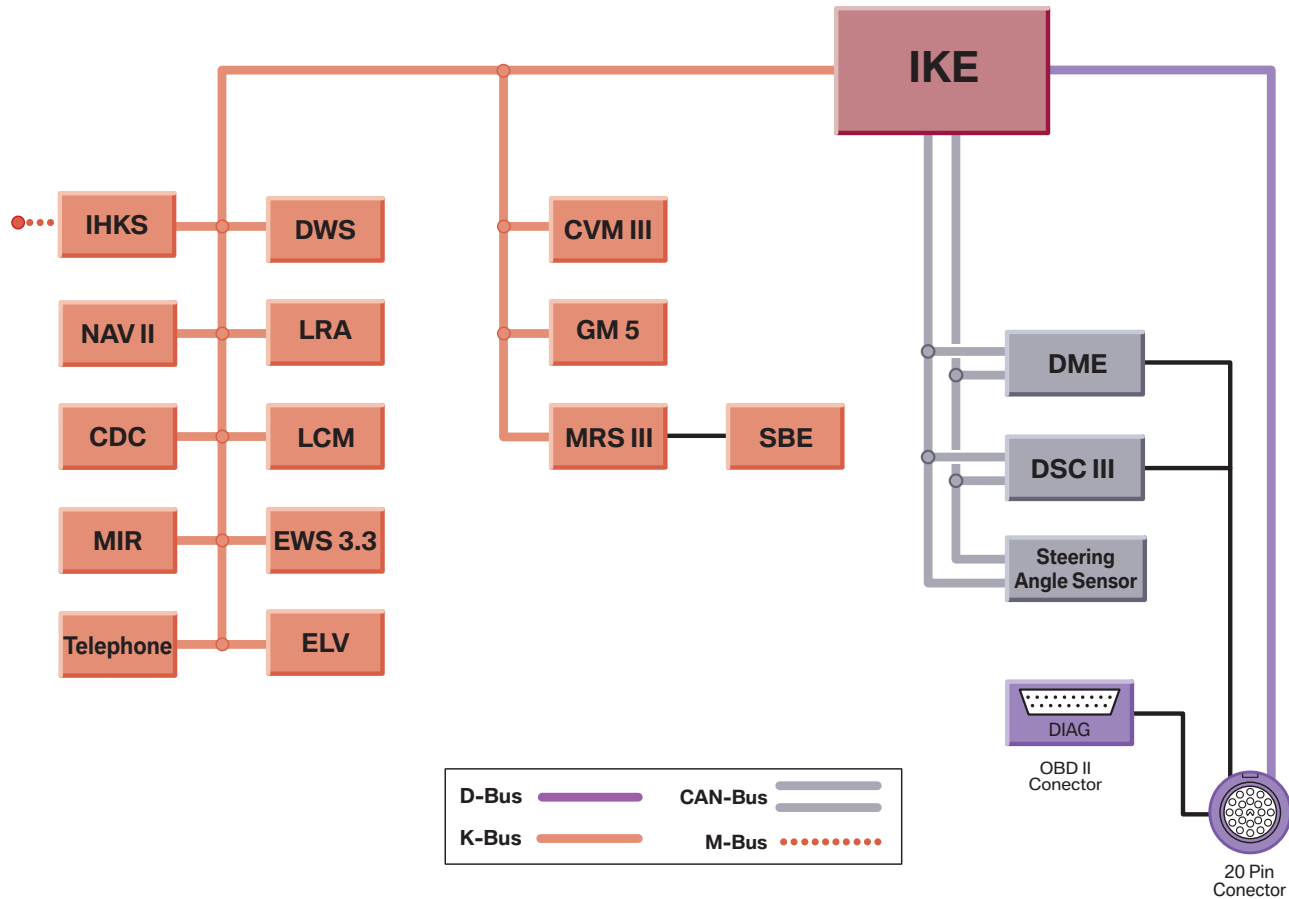 IKE
IHKS
DWS
CVM III
NAV II
LRA
GM 5
DME
CDC
LCM
MRS III
SBE
DSC III
MIR
EWS 3.3
Steering
Angle Sensor
Telephone
ELV
DIAG
OBD II
Conector
D-Bus
CAN-Bus
K-Bus
M-Bus
20 Pin
Conector